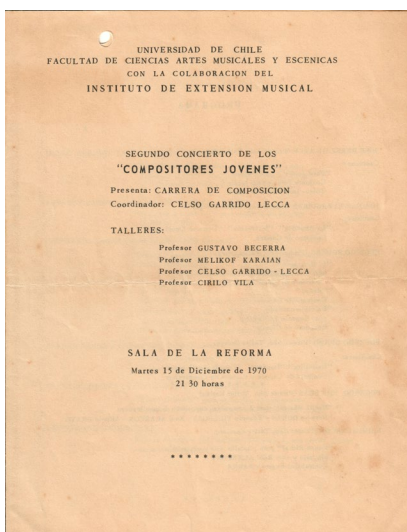 UNIVERSIDAD DE CHILE
FACULTAD DE CIENCIAS ARTES MUSICALES Y ESCENICAS
CON LA COLABORACION DEL
INSTITUTO DE EXTENSION MUSICAL
SEGUNDO CONCIERTO DE LOS
"COMPOSITORES JOVENES"
Presenta: CARRERA DE COMPOSICION
Coordinador: CELSO GARRIDO LECCA
TALLERES:
Profesor GUSTAVO BECERRA
Profesor MELIKOF KARAIAN
Profesor CELSO GARRIDO - LECCA
Profesor CIRILO VILA
SALA DE LA REFORMA
Martes 15 de Diciembre de 1970
21 30 horas
* * * * * * * *